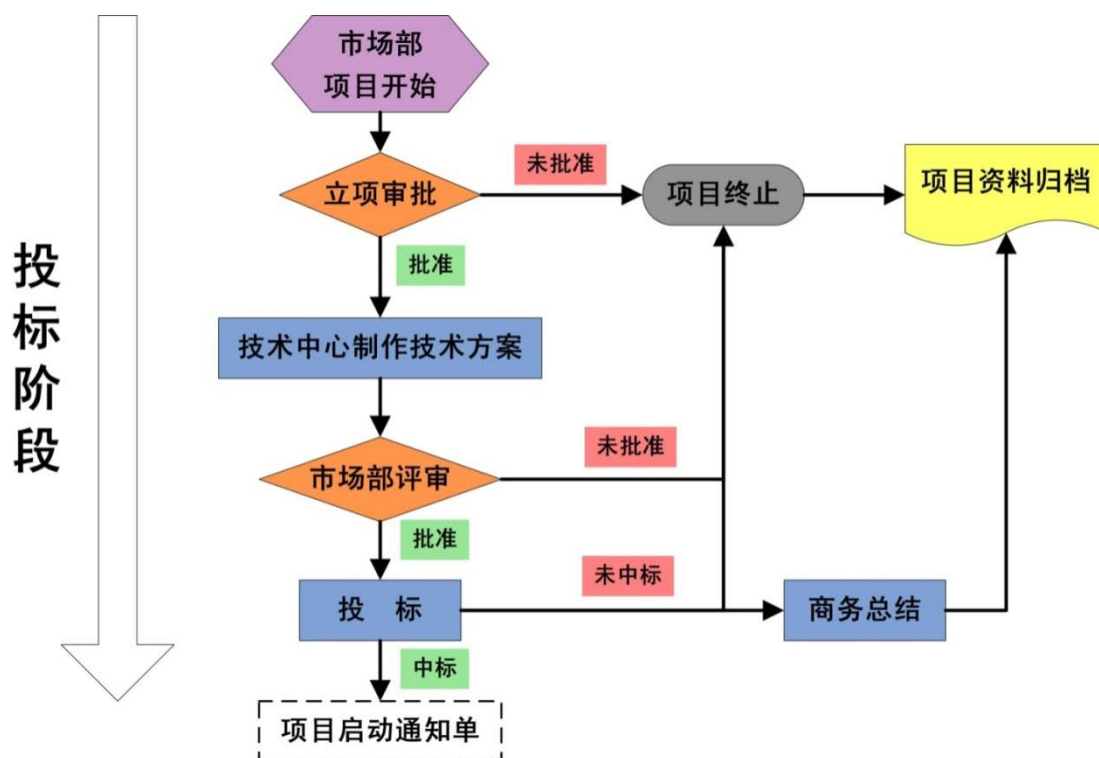 市场部
项目开始
未批准
立项审批
项目终止
项目资料归档
批准
投标阶段
技术中心制作技术方案
未批准
市场部评审
批准
未中标
投 标
商务总结
中标
项目启动通知单